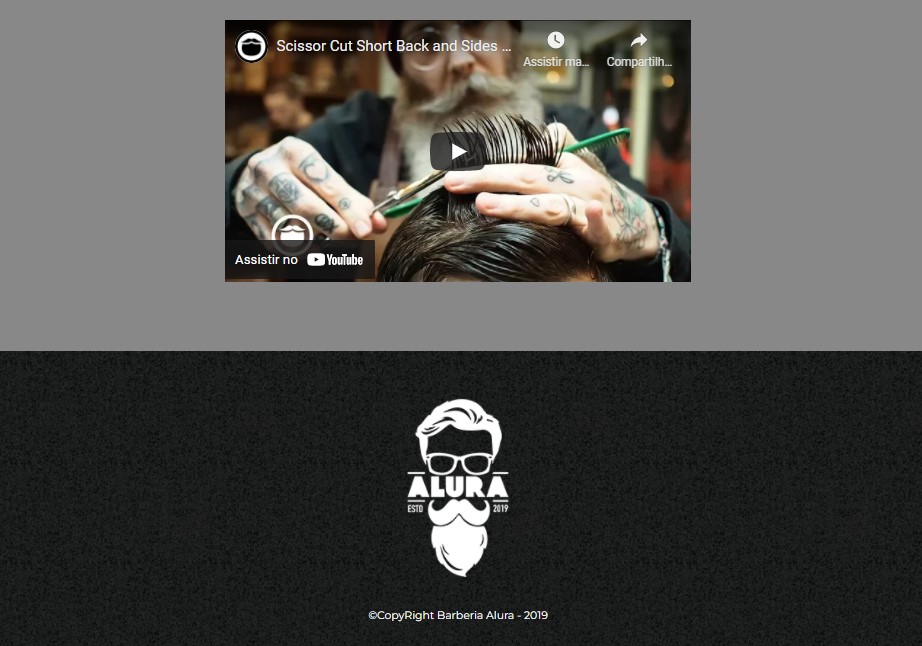 Scissor Cut Short Back and Sides ...
Assistir ma...
Compartilh...
Assistir no YouTube
ALURA
ESTD 2019
©CopyRight Barberia Alura - 2019